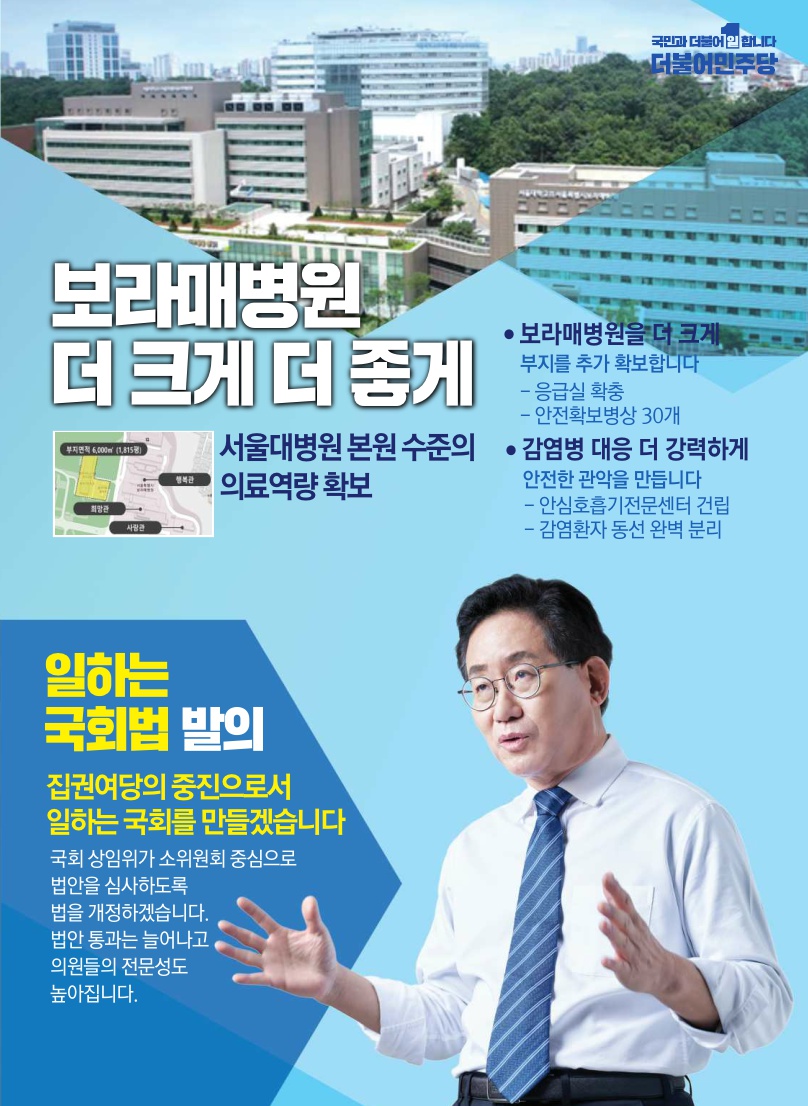 국민과 더불어 일 합니다
더불어민주당
보라매병원
더 크게 더 좋게
부지면적 6,000㎡ (1,815평)
행복관
희망관
사랑관
서울대병원 본원 수준의
의료역량 확보
• 보라매병원을 더 크게
부지를 추가 확보합니다
- 응급실 확충
- 안전확보병상 30개
• 감염병 대응 더 강력하게
안전한 관악을 만듭니다
- 안심호흡기전문센터 건립
- 감염환자 동선 완벽 분리
일하는
국회법 발의
집권여당의 중진으로서
일하는 국회를 만들겠습니다
국회 상임위가 소위원회 중심으로
법안을 심사하도록
법을 개정하겠습니다.
법안 통과는 늘어나고
의원들의 전문성도
높아집니다.